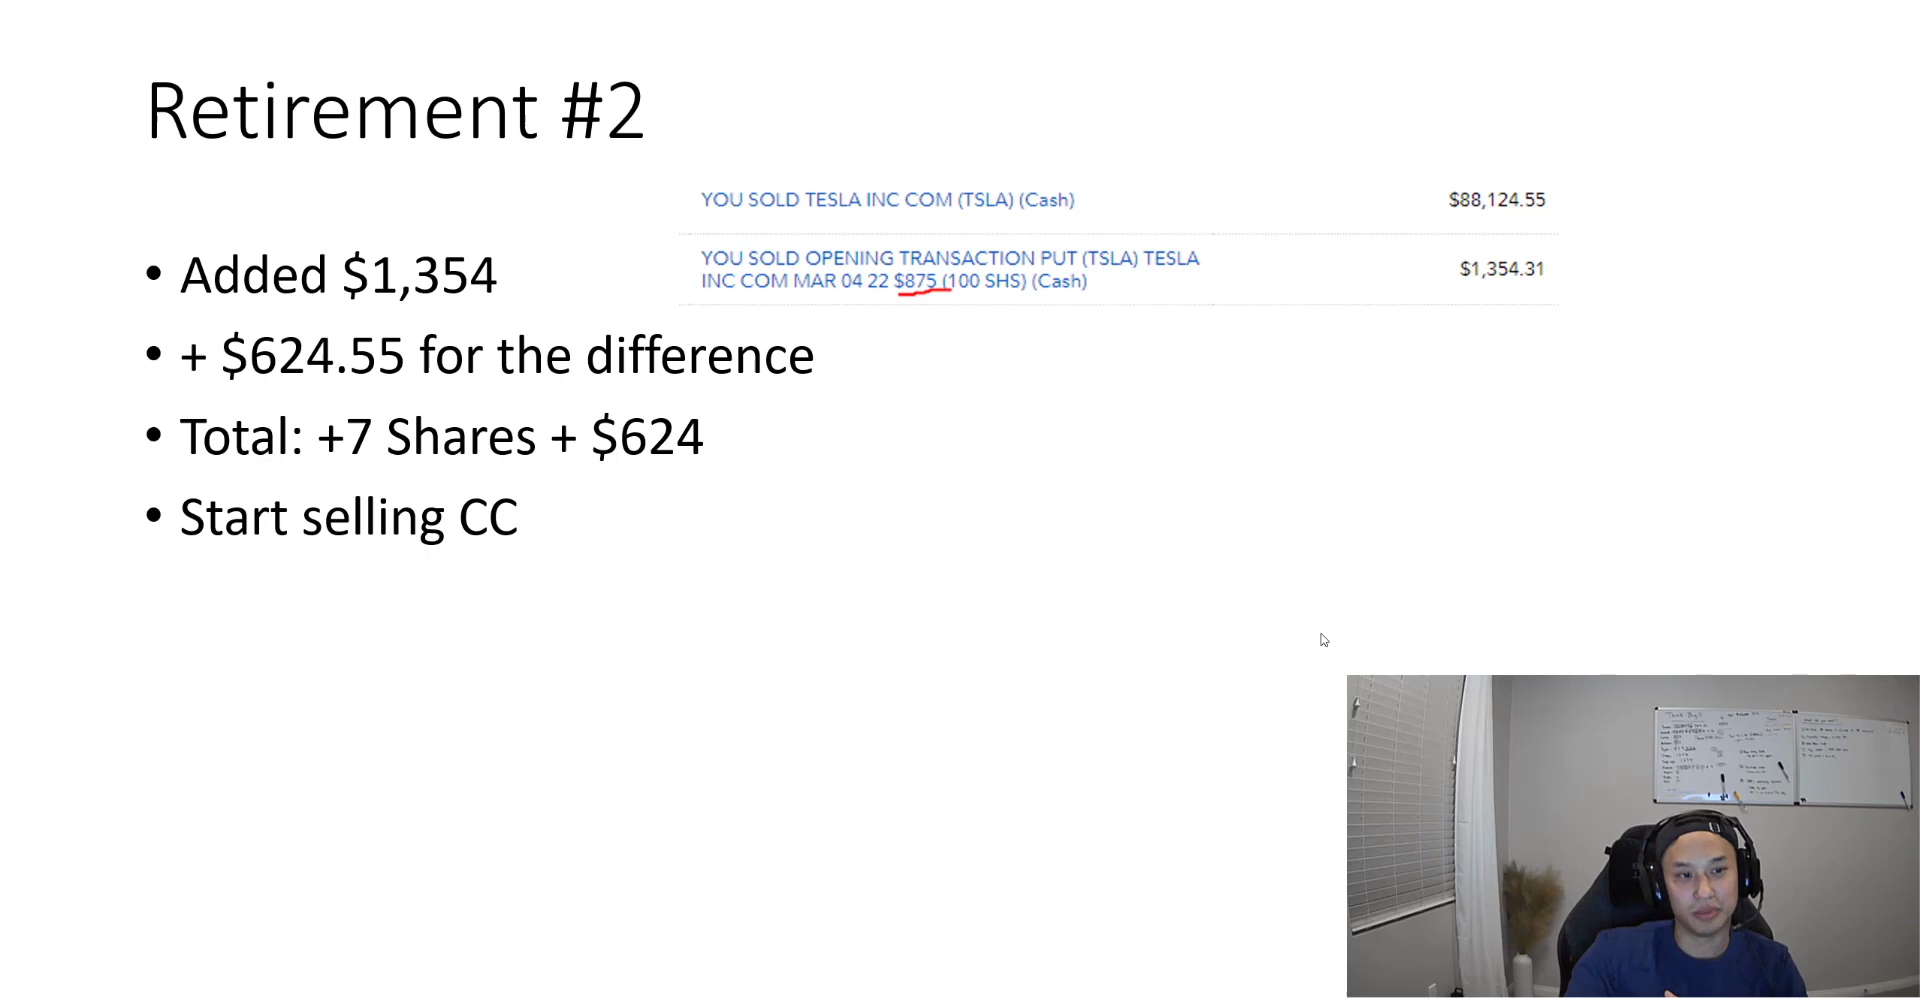 Retirement #2
YOU SOLD TESLA INC COM (TSLA) (Cash)
$88,124.55
YOU SOLD OPENING TRANSACTION PUT (TSLA) TESLA
INC COM MAR 04 22 $875 (100 SHS) (Cash)
$1,354.31
• Added $1,354
• + $624.55 for the difference
• Total: +7 Shares + $624
• Start selling CC